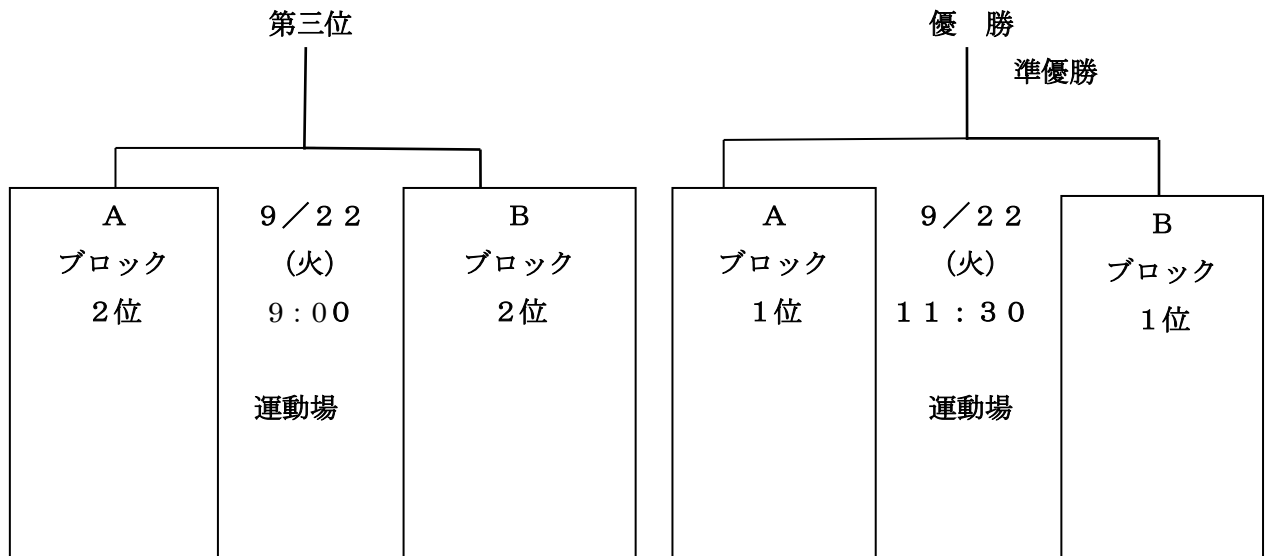 第三位
A
ブロック
２位
９／２２
(火)
9：0０
運動場
B
ブロック
２位
優　勝
準優勝
A
ブロック
１位
９／２２
(火)
１１：３０
運動場
B
ブロック
１位